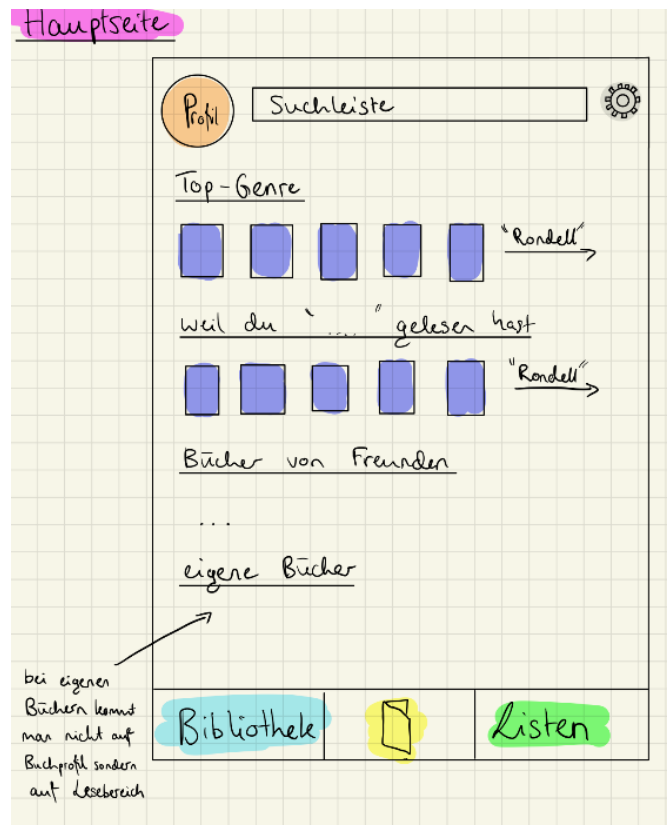 Hauptseite
Profil
Suchleiste
Top-Genre
"Rondell"
weil du "....." gelesen hast
"Rondell"
Bücher von Freunden
...
eigene Bücher
bei eigenen
Büchern kommt
man nicht auf
Buchprofil sondern
auf Lesebereich
Bibliothek
Listen